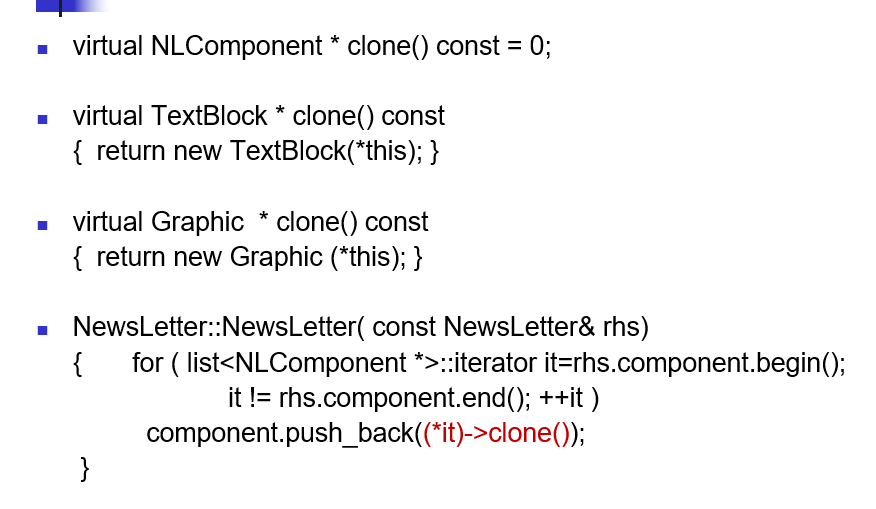 virtual NLComponent * clone() const = 0;
virtual TextBlock * clone() const
{ return new TextBlock(*this); }
virtual Graphic * clone() const
{ return new Graphic (*this); }
NewsLetter::NewsLetter( const NewsLetter& rhs)
{ for ( list<NLComponent *>::iterator it=rhs.component.begin();
it != rhs.component.end(); ++it )
component.push_back((*it)->clone());
}